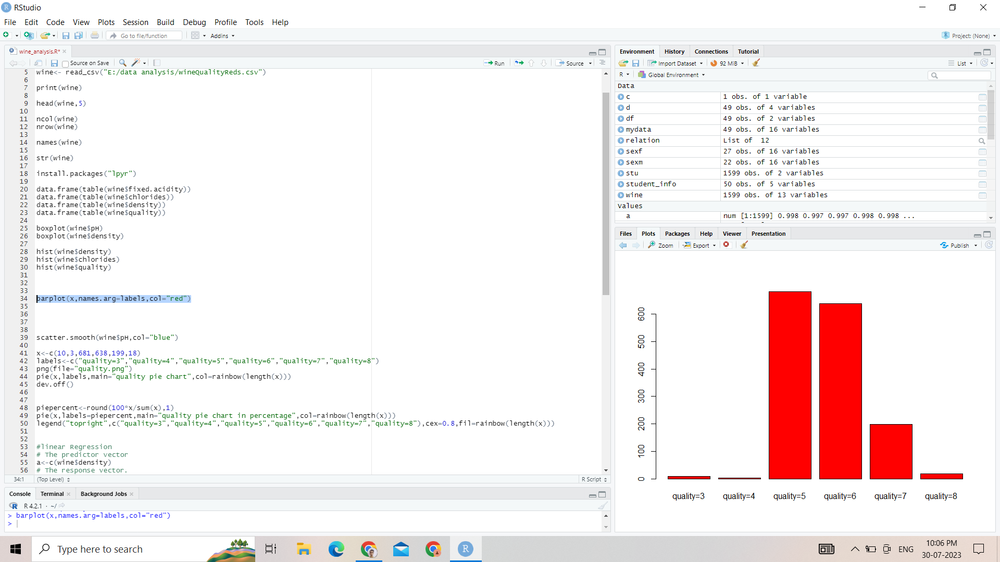 RStudio
File Edit Code View Plots Session Build Debug Profile Tools Help
Go to file/function Addins Project: (None)
wine_analysis.R*
Source on Save Run Source
5 wine<- read_csv("E:/data analysis/wineQualityReds.csv")
6
7 print(wine)
8
9 head(wine,5)
10
11 ncol(wine)
12 nrow(wine)
13
14 names(wine)
15
16 str(wine)
17
18 install.packages("lpyr")
19
20 data.frame(table(wine$fixed.acidity))
21 data.frame(table(wine$chlorides))
22 data.frame(table(wine$density))
23 data.frame(table(wine$quality))
24
25 boxplot(wine$pH)
26 boxplot(wine$density)
27
28 hist(wine$density)
29 hist(wine$chlorides)
30 hist(wine$quality)
31
32
33
34 barplot(x,names.arg=labels,col="red")
35
36
37
38
39 scatter.smooth(wine$pH,col="blue")
40
41 x<-c(10,3,681,638,199,18)
42 labels<-c("quality=3","quality=4","quality=5","quality=6","quality=7","quality=8")
43 png(file="quality.png")
44 pie(x,labels,main="quality pie chart",col=rainbow(length(x)))
45 dev.off()
46
47
48 piepercent<-round(100*x/sum(x),1)
49 pie(x,labels=piepercent,main="quality pie chart in percentage",col=rainbow(length(x)))
50 legend("topright",c("quality=3","quality=4","quality=5","quality=6","quality=7","quality=8"),cex=0.8,fil=rainbow(length(x)))
51
52
53 #linear Regression
54 # The predictor vector
55 a<-c(wine$density)
56 # The response vector.
34:1 (Top Level) R Script
Console Terminal Background Jobs
R 4.2.1 · ~/
> barplot(x,names.arg=labels,col="red")
>
Environment History Connections Tutorial
Import Dataset 92 MiB List
R Global Environment
Data
c 1 obs. of 1 variable
d 49 obs. of 4 variables
df 49 obs. of 2 variables
mydata 49 obs. of 16 variables
relation List of 12
sexf 27 obs. of 16 variables
sexm 22 obs. of 16 variables
stu 1599 obs. of 2 variables
student_info 50 obs. of 5 variables
wine 1599 obs. of 13 variables
Values
a num [1:1599] 0.998 0.997 0.997 0.998 0.998 ...
Files Plots Packages Help Viewer Presentation
Zoom Export Publish
600
500
400
300
200
100
0
quality=3 quality=4 quality=5 quality=6 quality=7 quality=8
Type here to search R ENG 10:06 PM
30-07-2023